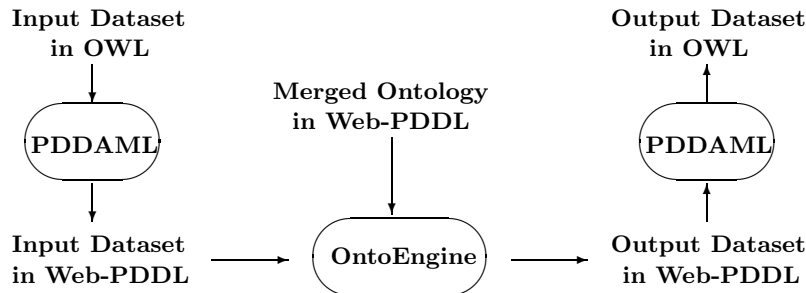 Input Dataset
in OWL
PDDAML
Input Dataset
in Web-PDDL
Merged Ontology
in Web-PDDL
OntoEngine
Output Dataset
in OWL
PDDAML
Output Dataset
in Web-PDDL